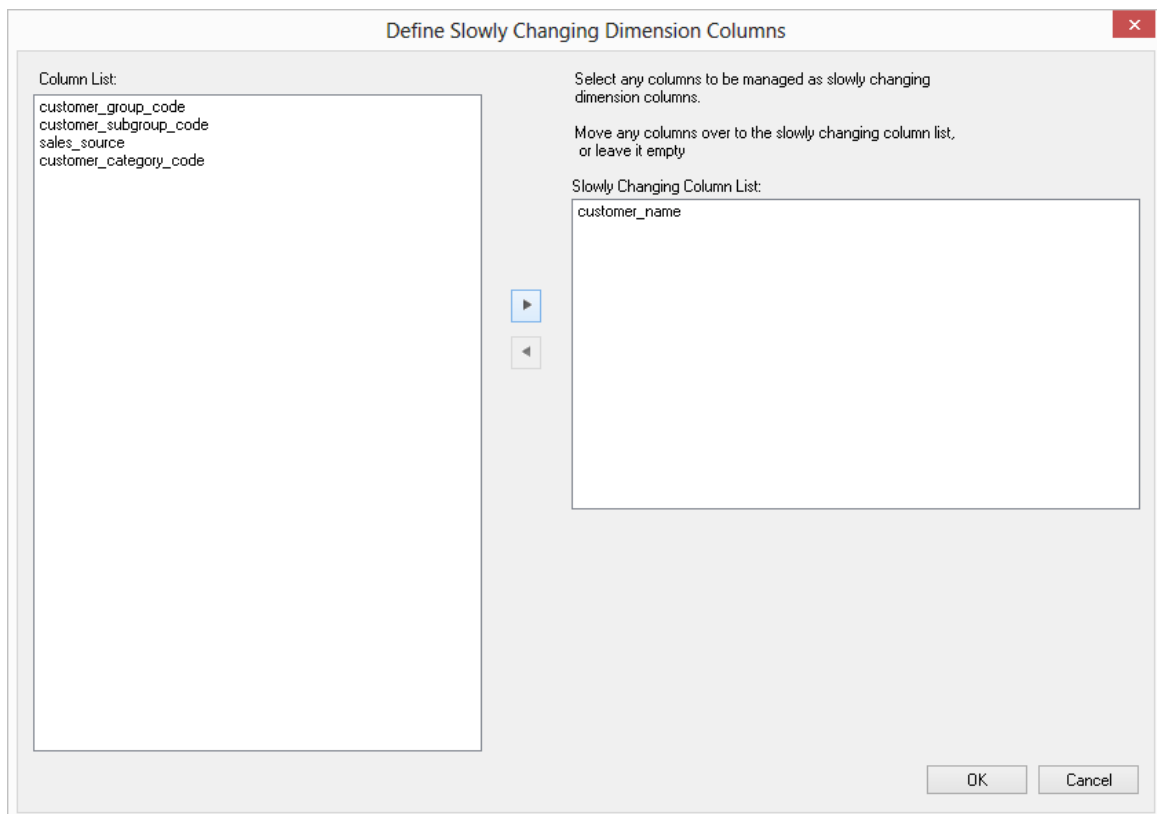 Define Slowly Changing Dimension Columns
Column List:
customer_group_code
customer_subgroup_code
sales_source
customer_category_code
Select any columns to be managed as slowly changing
dimension columns.
Move any columns over to the slowly changing column list,
or leave it empty
Slowly Changing Column List:
customer_name
OK
Cancel